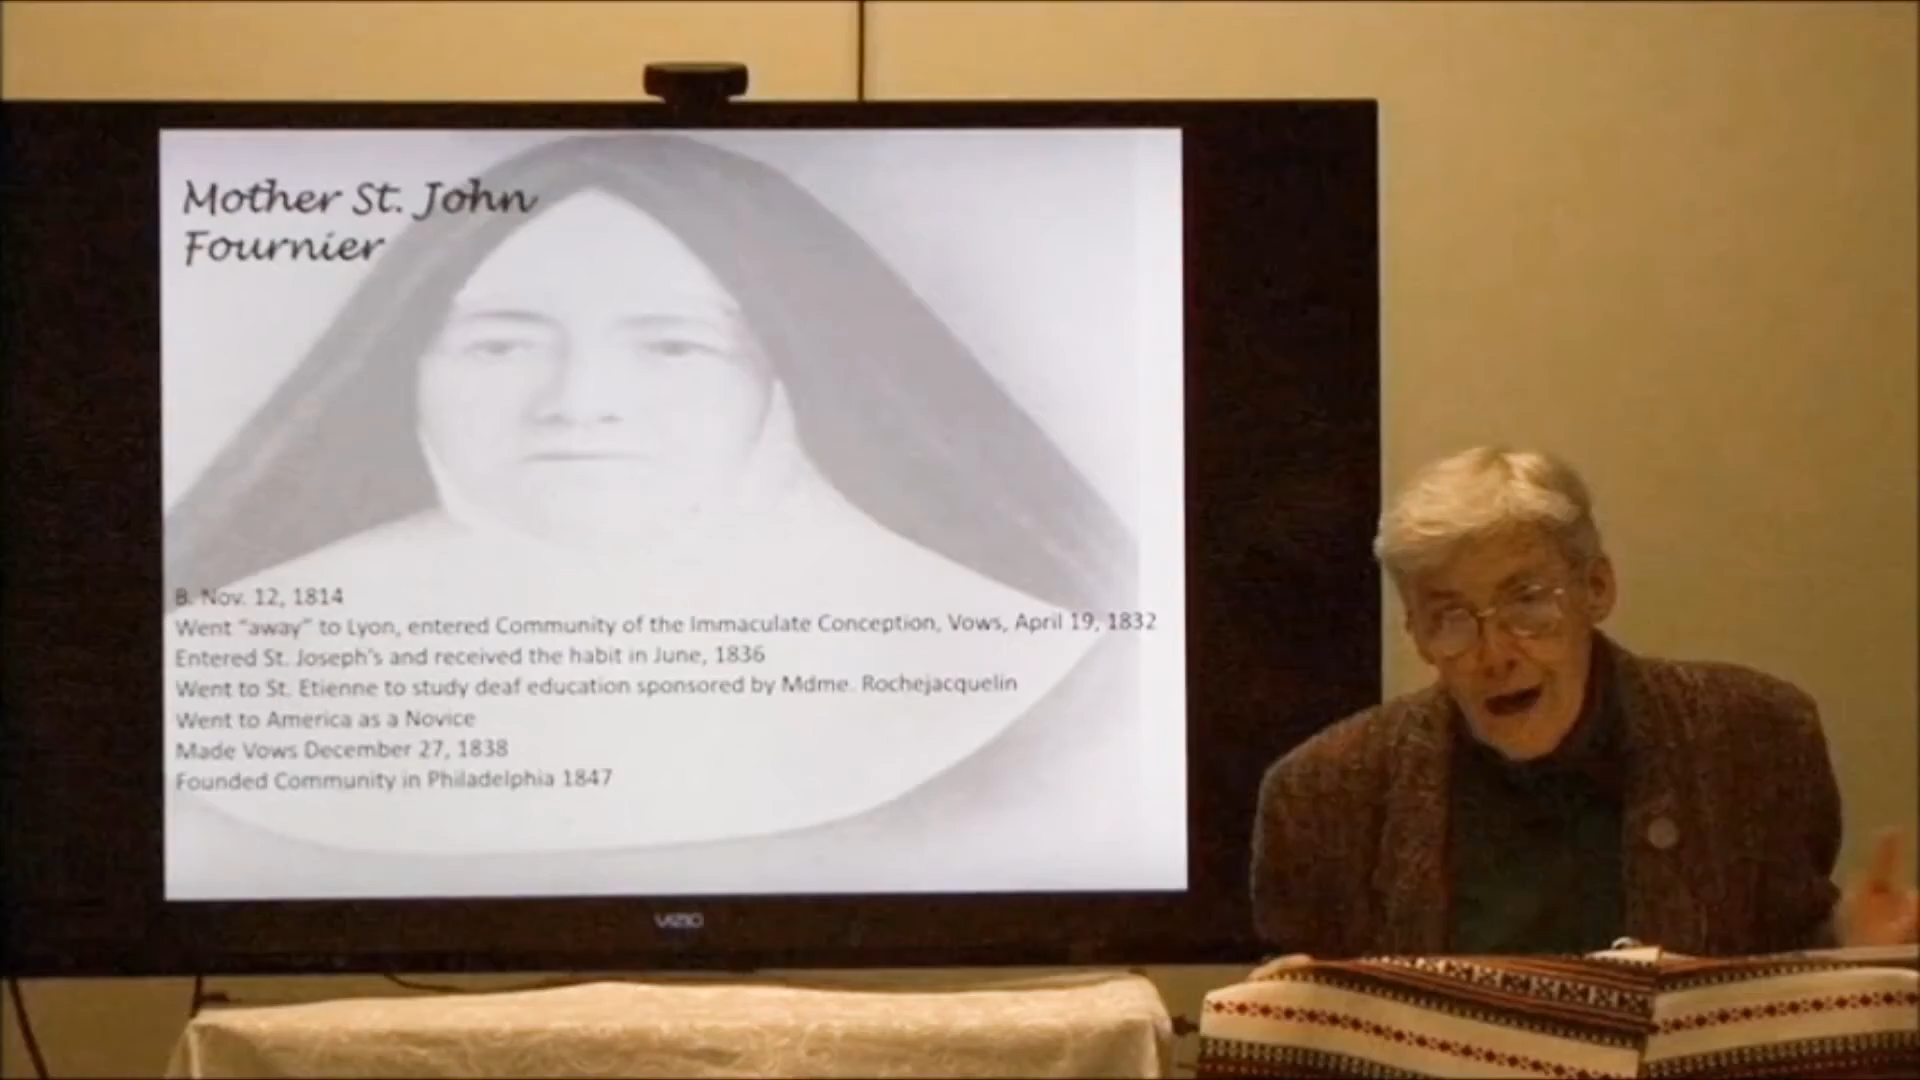 Mother St. John
Fournier
B. Nov. 12, 1814
Went "away" to Lyon, entered Community of the Immaculate Conception, Vows, April 19, 1832
Entered St. Joseph's and received the habit in June, 1836
Went to St. Etienne to study deaf education sponsored by Mdme. Rochejacquelin
Went to America as a Novice
Made Vows December 27, 1838
Founded Community in Philadelphia 1847
VIZIO